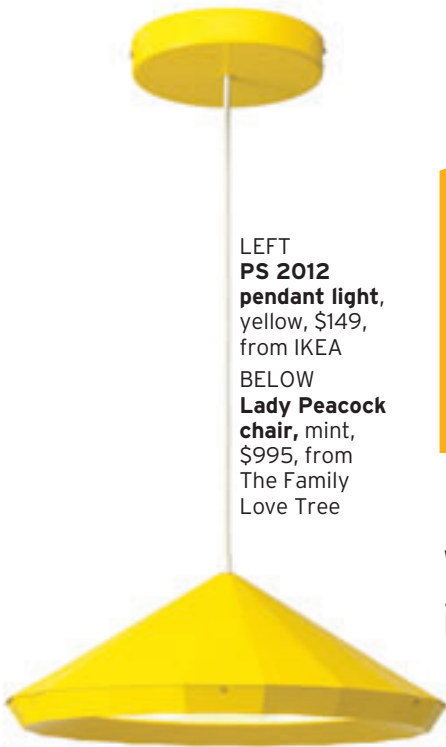 LEFT
PS 2012
pendant light,
yellow, $149,
from IKEA
BELOW
Lady Peacock
chair, mint,
$995, from
The Family
Love Tree